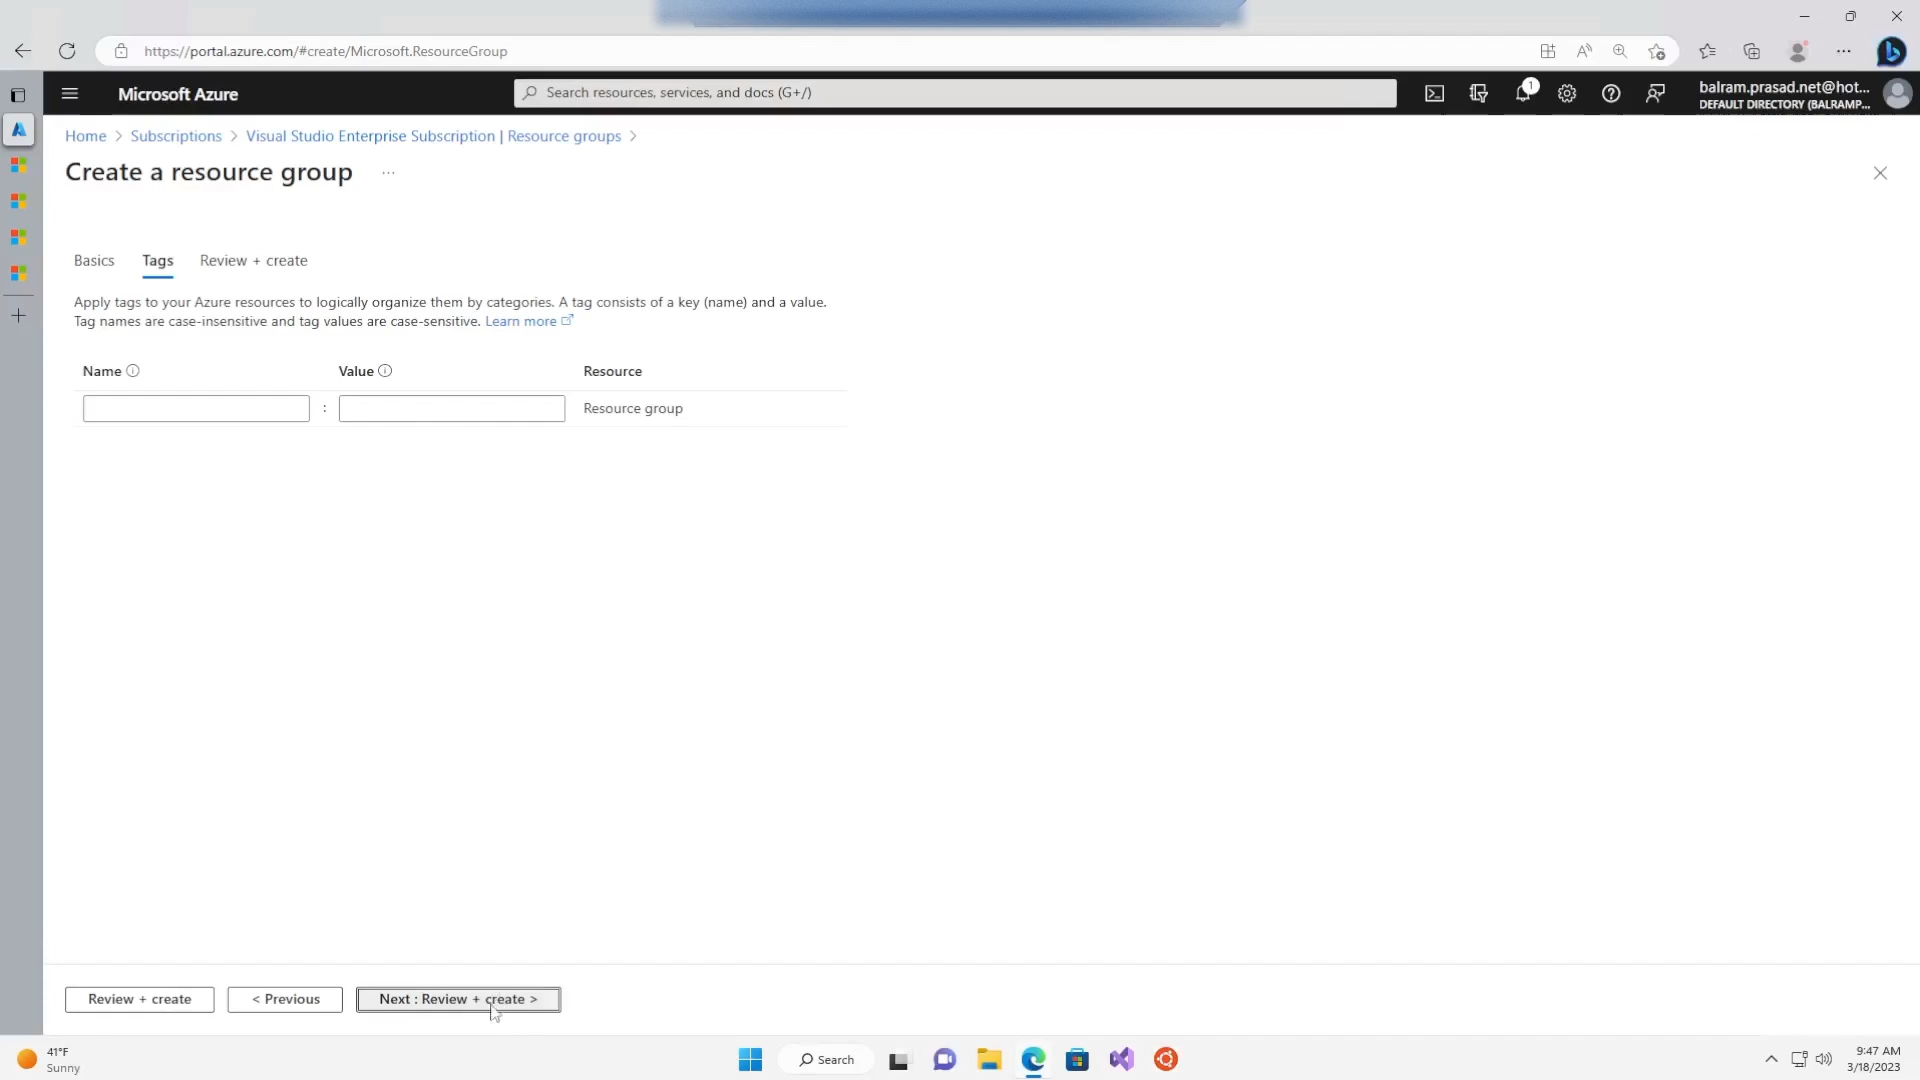 https://portal.azure.com/#create/Microsoft.ResourceGroup
Microsoft Azure
Search resources, services, and docs (G+/)
1
balram.prasad.net@hot...
DEFAULT DIRECTORY (BALRAMP...
Home > Subscriptions > Visual Studio Enterprise Subscription | Resource groups >
Create a resource group ...
Basics Tags Review + create
Apply tags to your Azure resources to logically organize them by categories. A tag consists of a key (name) and a value.
Tag names are case-insensitive and tag values are case-sensitive. Learn more
Name Value Resource
: Resource group
Review + create < Previous Next : Review + create >
41°F
Sunny
Search
9:47 AM
3/18/2023